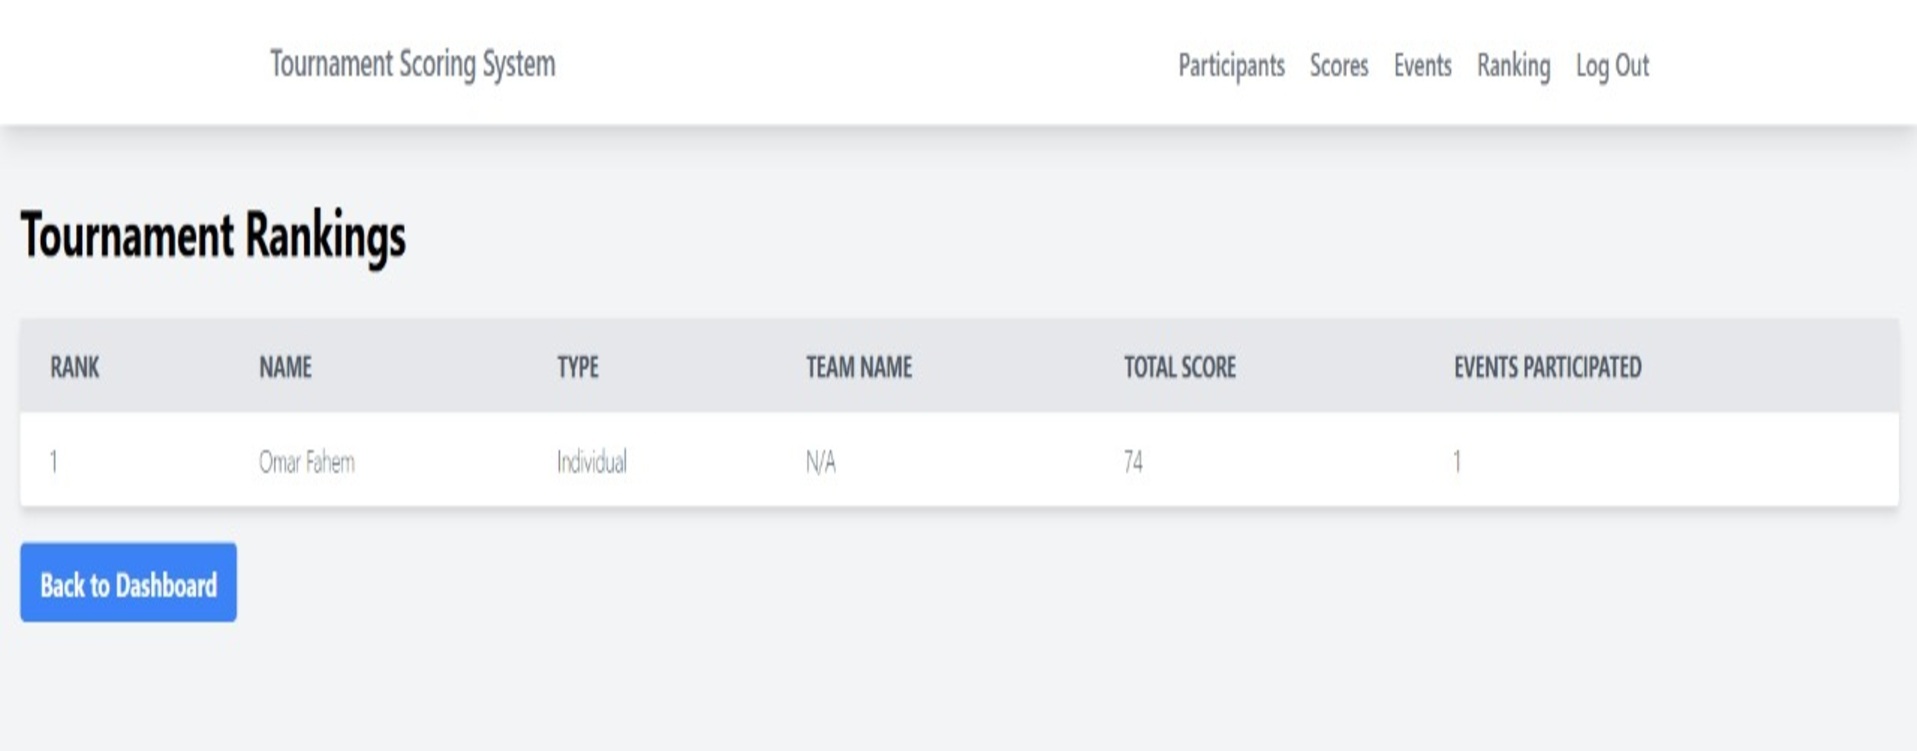 Tournament Scoring System Participants Scores Events Ranking Log Out
Tournament Rankings
RANK NAME TYPE TEAM NAME TOTAL SCORE EVENTS PARTICIPATED
1 Omar Fahem Individual N/A 74 1
Back to Dashboard